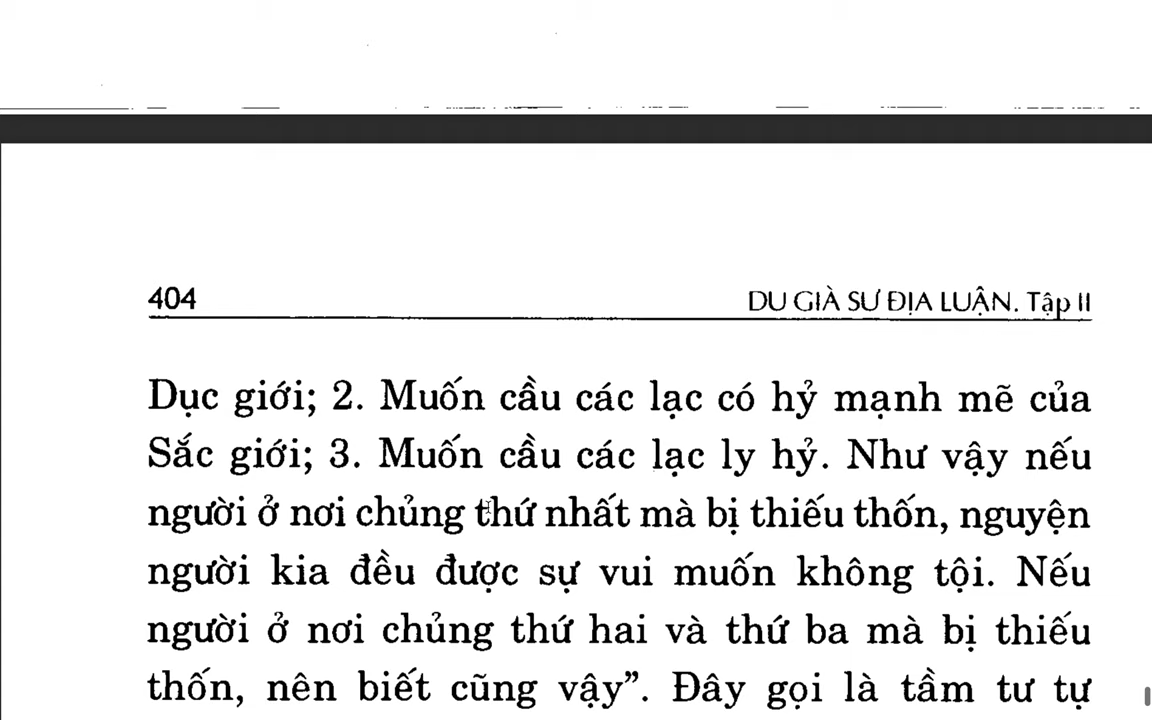 404
DU GIÀ SƯ ĐỊA LUẬN. Tập II
Dục giới; 2. Muốn cầu các lạc có hỷ mạnh mẽ của
Sắc giới; 3. Muốn cầu các lạc ly hỷ. Như vậy nếu
người ở nơi chủng thứ nhất mà bị thiếu thốn, nguyện
người kia đều được sự vui muốn không tội. Nếu
người ở nơi chủng thứ hai và thứ ba mà bị thiếu
thốn, nên biết cũng vậy”. Đây gọi là tầm tư tự